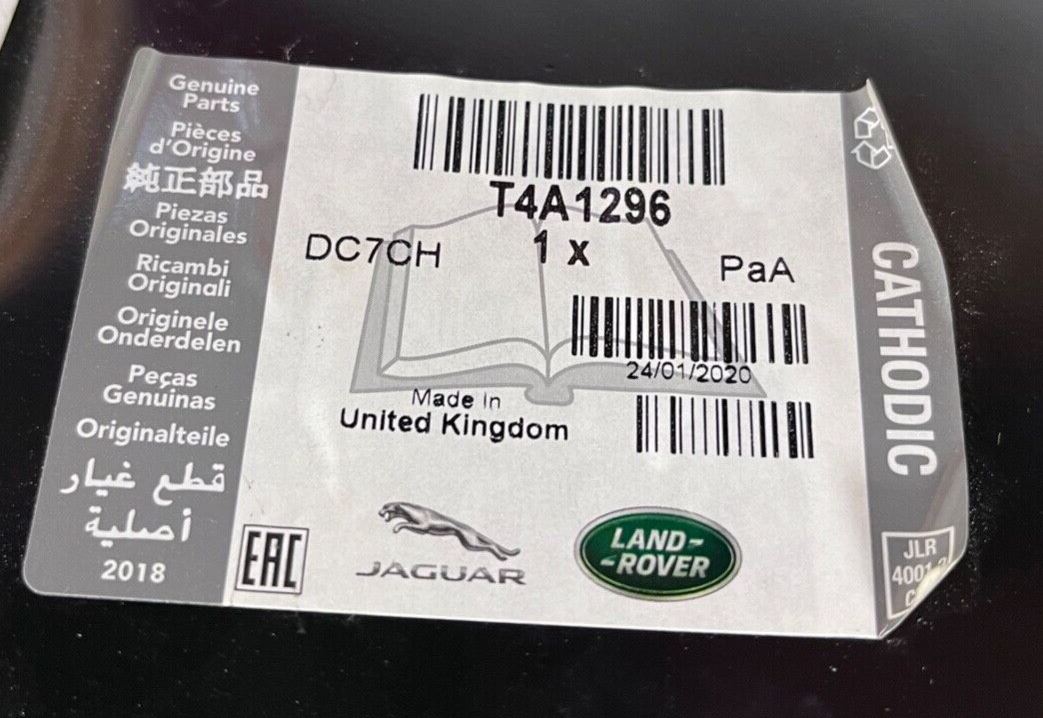 Genuine
Parts
Pièces
d'Origine
純正部品
Piezas
Originales
Ricambi
Originali
Originele
Onderdelen
Peças
Genuinas
Originalteile
قطع غيار
أصلية
2018
EAC
T4A1296
DC7CH
1 x
PaA
24/01/2020
Made In
United Kingdom
JAGUAR
LAND-
-ROVER
CATHODIC
JLR